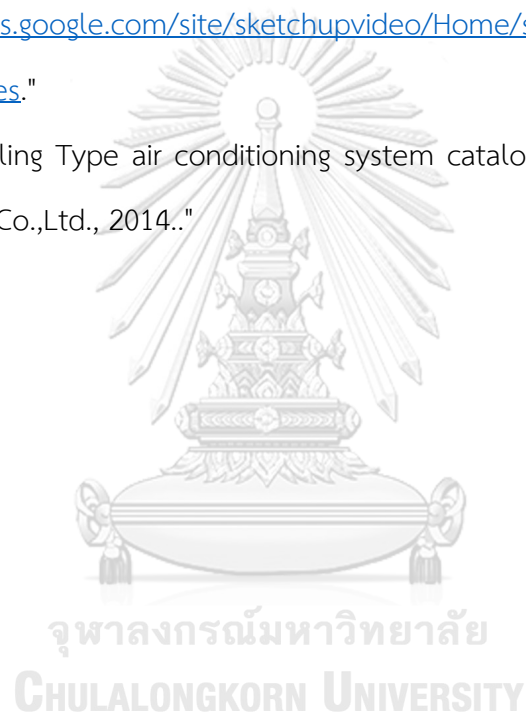 s.google.com/site/sketchupvideo/Home/s
es."
ling Type air conditioning system catalo
Co.,Ltd., 2014.."
จุฬาลงกรณ์มหาวิทยาลัย
CHULALONGKORN UNIVERSITY